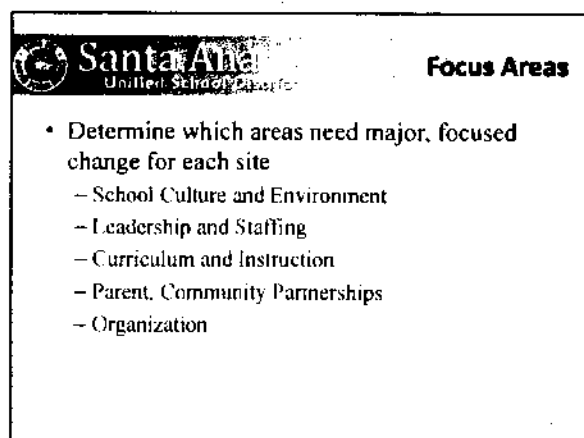 Santa Ana
Unified School District
Focus Areas
• Determine which areas need major, focused
change for each site
– School Culture and Environment
– Leadership and Staffing
– Curriculum and Instruction
– Parent, Community Partnerships
– Organization